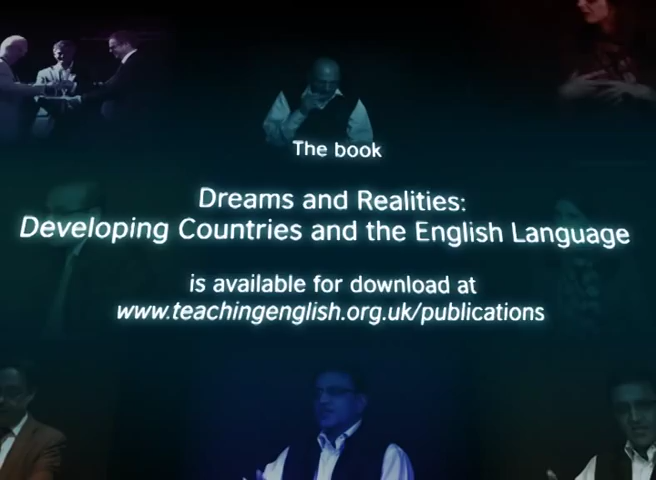 The book
Dreams and Realities:
Developing Countries and the English Language
is available for download at
www.teachingenglish.org.uk/publications